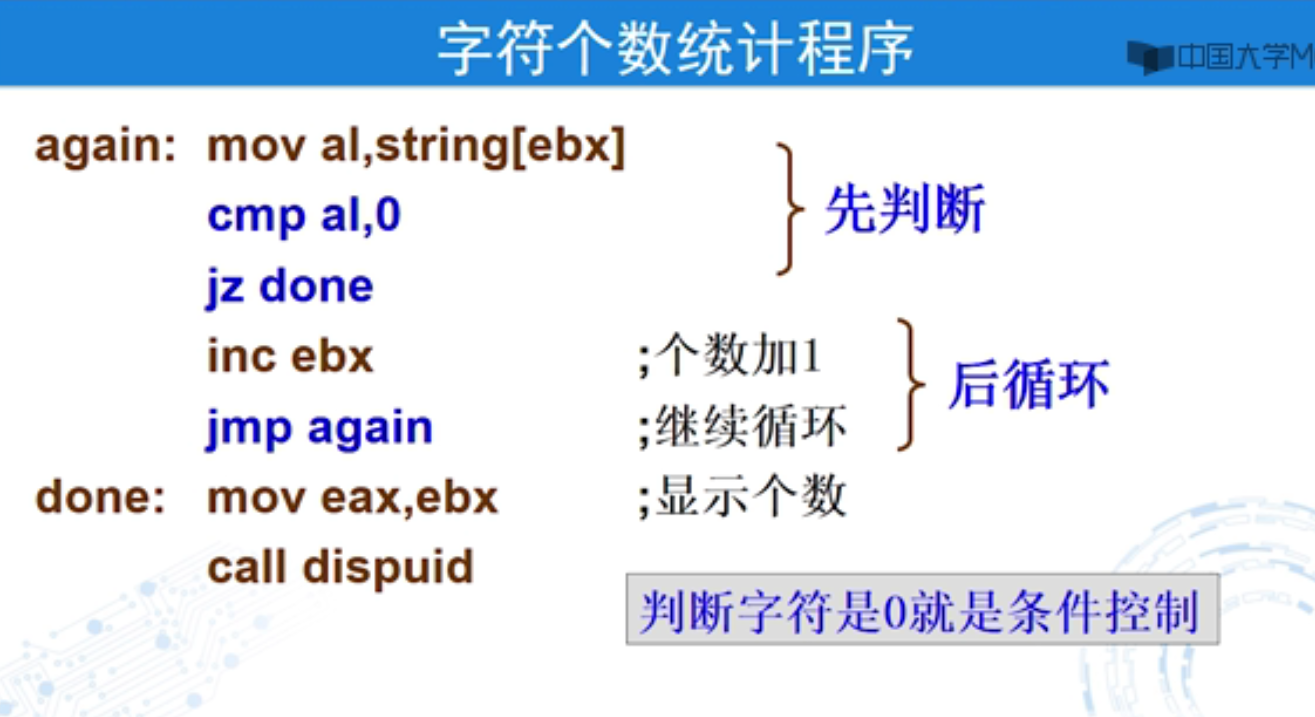 字符个数统计程序
中国大学M
again: mov al,string[ebx]
cmp al,0
先判断
jz done
inc ebx ;个数加1
后循环
jmp again ;继续循环
done: mov eax,ebx ;显示个数
call dispuid
判断字符是0就是条件控制